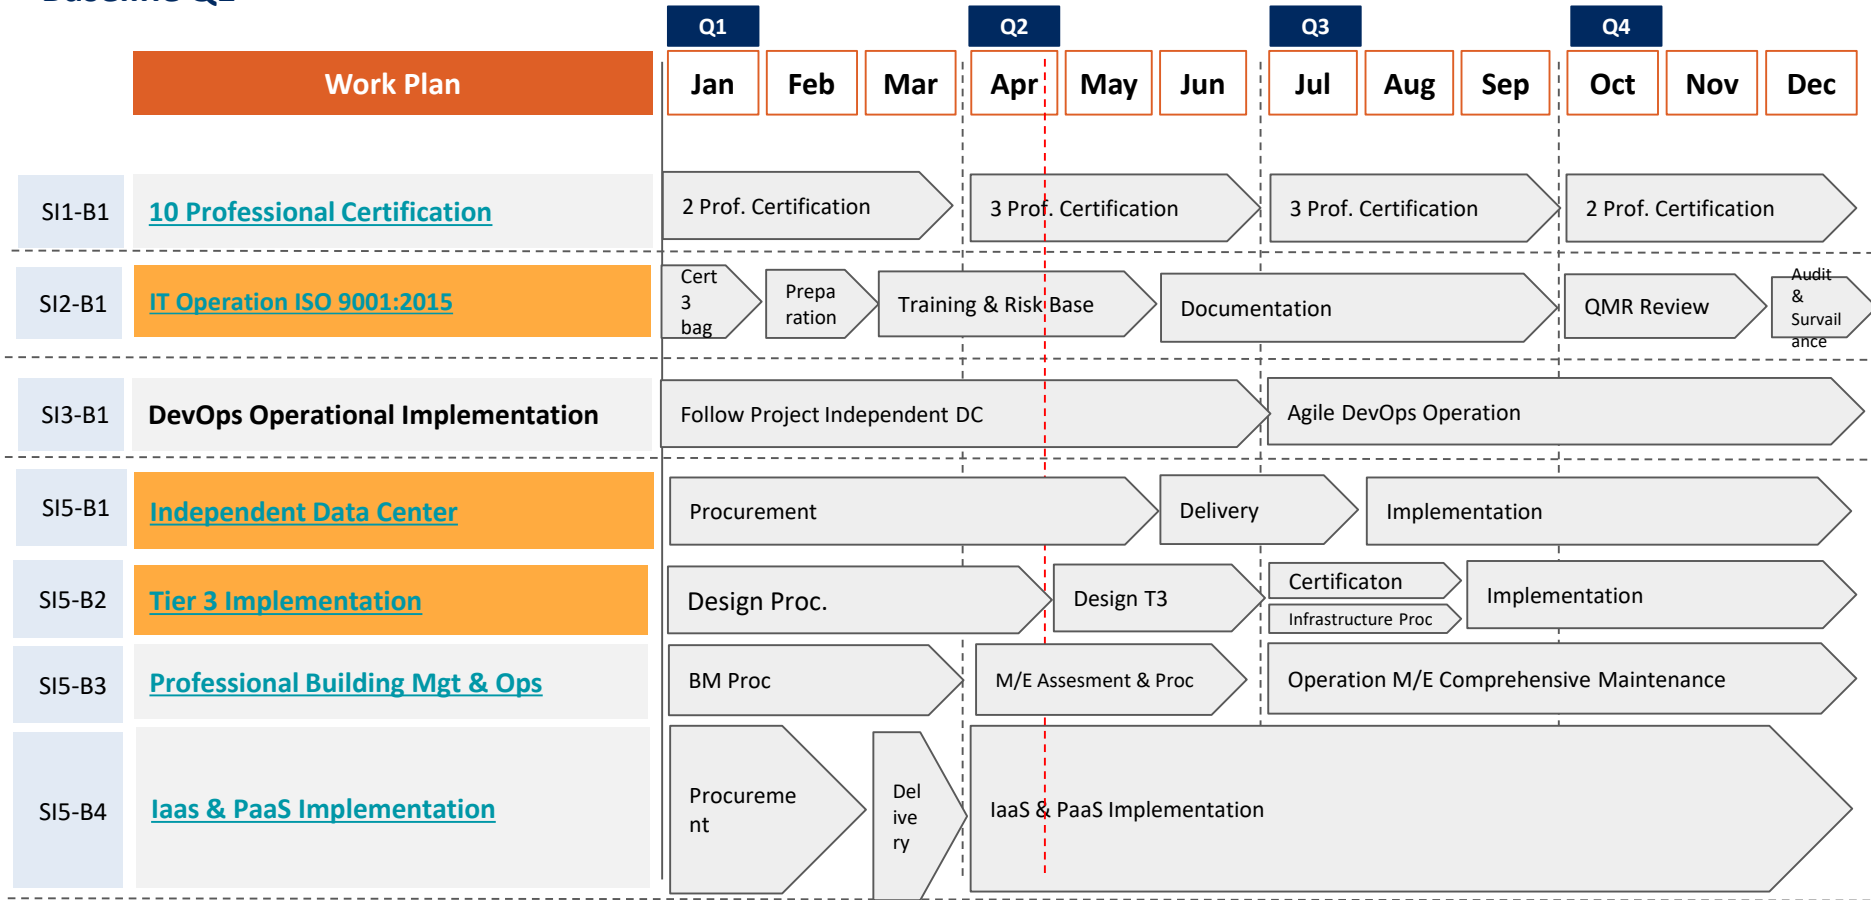 Q1 Q2 Q3 Q4
Work Plan Jan Feb Mar Apr May Jun Jul Aug Sep Oct Nov Dec
SI1-B1 10 Professional Certification 2 Prof. Certification 3 Prof. Certification 3 Prof. Certification 2 Prof. Certification
SI2-B1 IT Operation ISO 9001:2015
Cert
3
bag
Prepa
ration
Training & Risk Base
Documentation
QMR Review
Audit
&
Survail
ance
SI3-B1 DevOps Operational Implementation Follow Project Independent DC Agile DevOps Operation
SI5-B1 Independent Data Center Procurement Delivery Implementation
SI5-B2 Tier 3 Implementation Design Proc. Design T3
Certificaton
Infrastructure Proc
Implementation
SI5-B3 Professional Building Mgt & Ops BM Proc M/E Assesment & Proc Operation M/E Comprehensive Maintenance
SI5-B4 Iaas & PaaS Implementation
Procureme
nt
Del
ive
ry
IaaS & PaaS Implementation